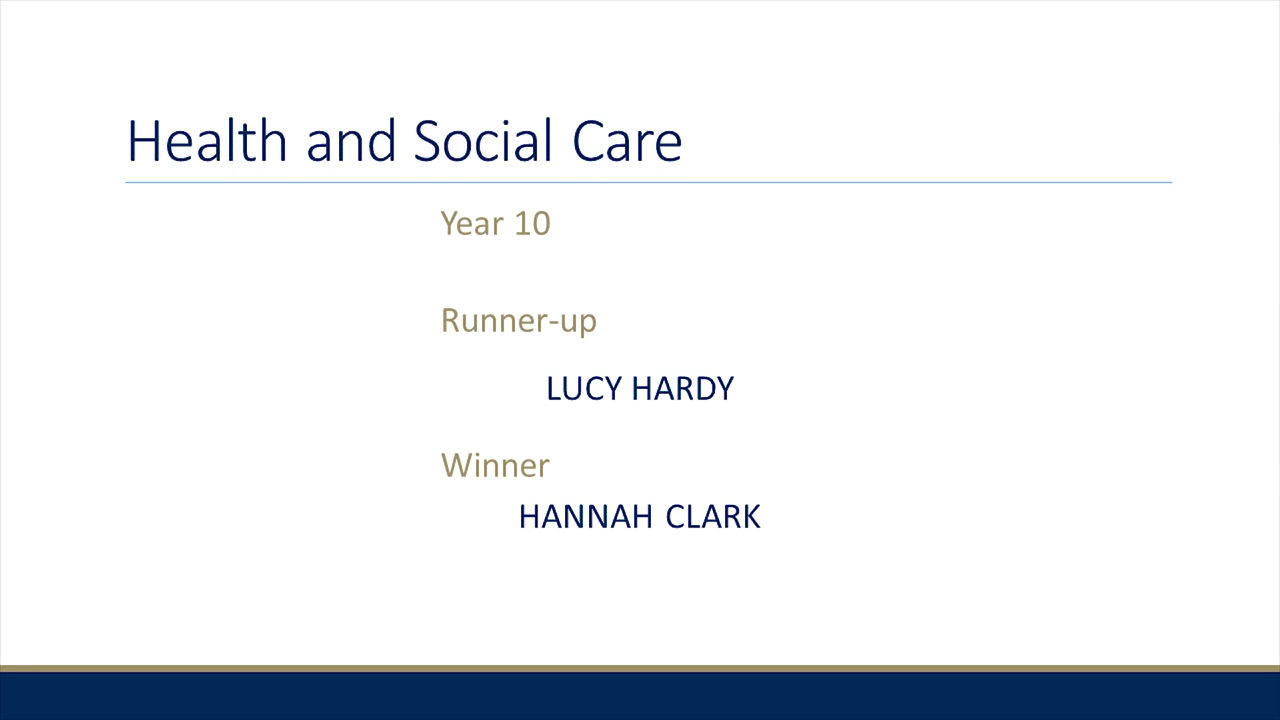 Health and Social Care
Year 10
Runner-up
LUCY HARDY
Winner
HANNAH CLARK